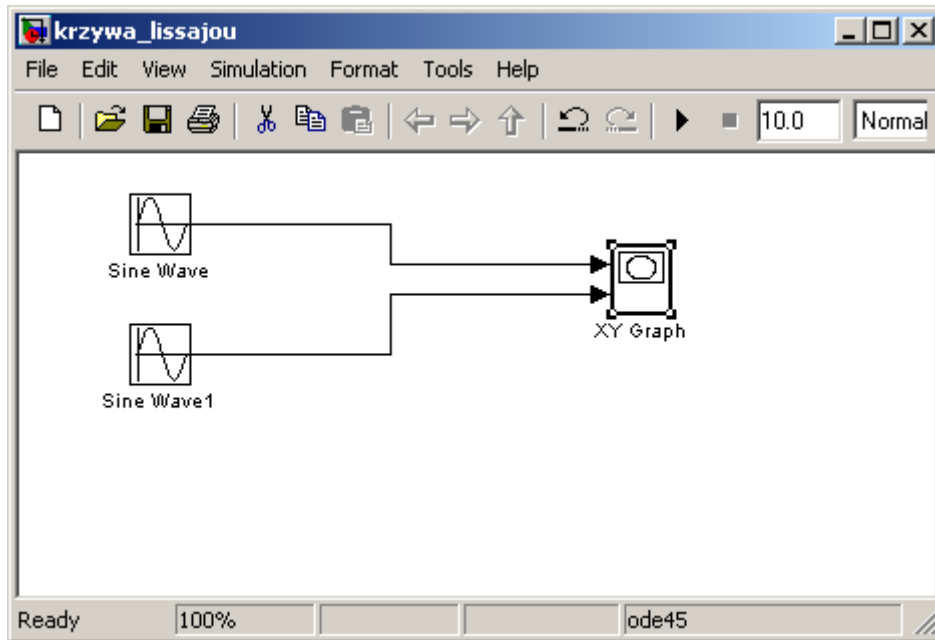 krzywa_lissajou
File Edit View Simulation Format Tools Help
10.0 Normal
Sine Wave
XY Graph
Sine Wave1
Ready 100% ode45